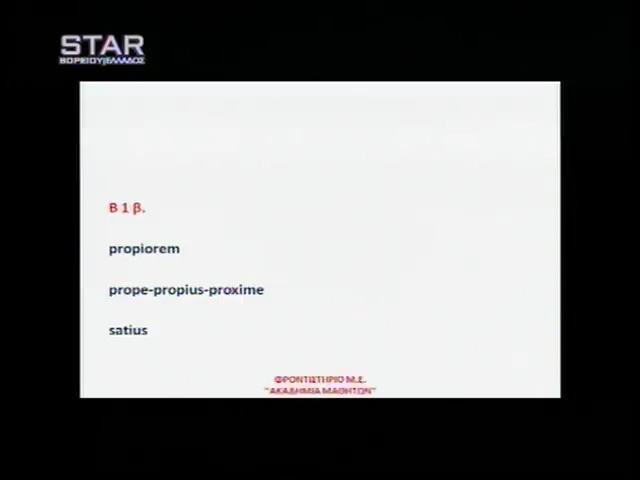 STAR
ΒΟΡΕΙΟΥ ΕΛΛΑΔΟΣ
Β 1 β.
propiorem
prope-propius-proxime
satius
ΦΡΟΝΤΙΣΤΗΡΙΟ Μ.Ε.
"ΑΚΑΔΗΜΙΑ ΜΑΘΗΤΩΝ"